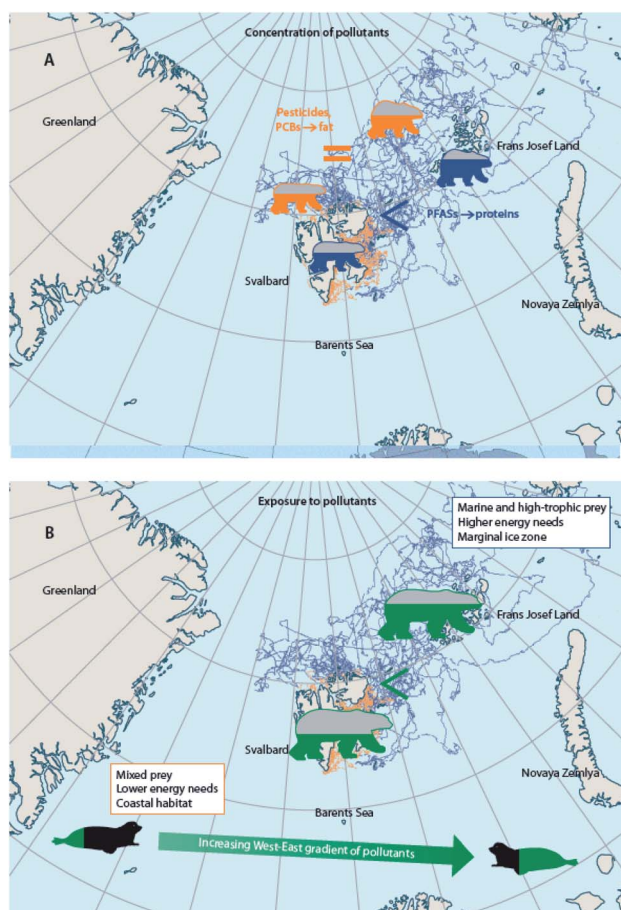 Concentration of pollutants
A
Pesticides,
PCBs → fat
Greenland
Frans Josef Land
PFASs → proteins
Svalbard
Novaya Zemlya
Barents Sea
Exposure to pollutants
B
Marine and high-trophic prey
Higher energy needs
Marginal ice zone
Greenland
Frans Josef Land
Svalbard
Novaya Zemlya
Mixed prey
Lower energy needs
Coastal habitat
Barents Sea
Increasing West-East gradient of pollutants